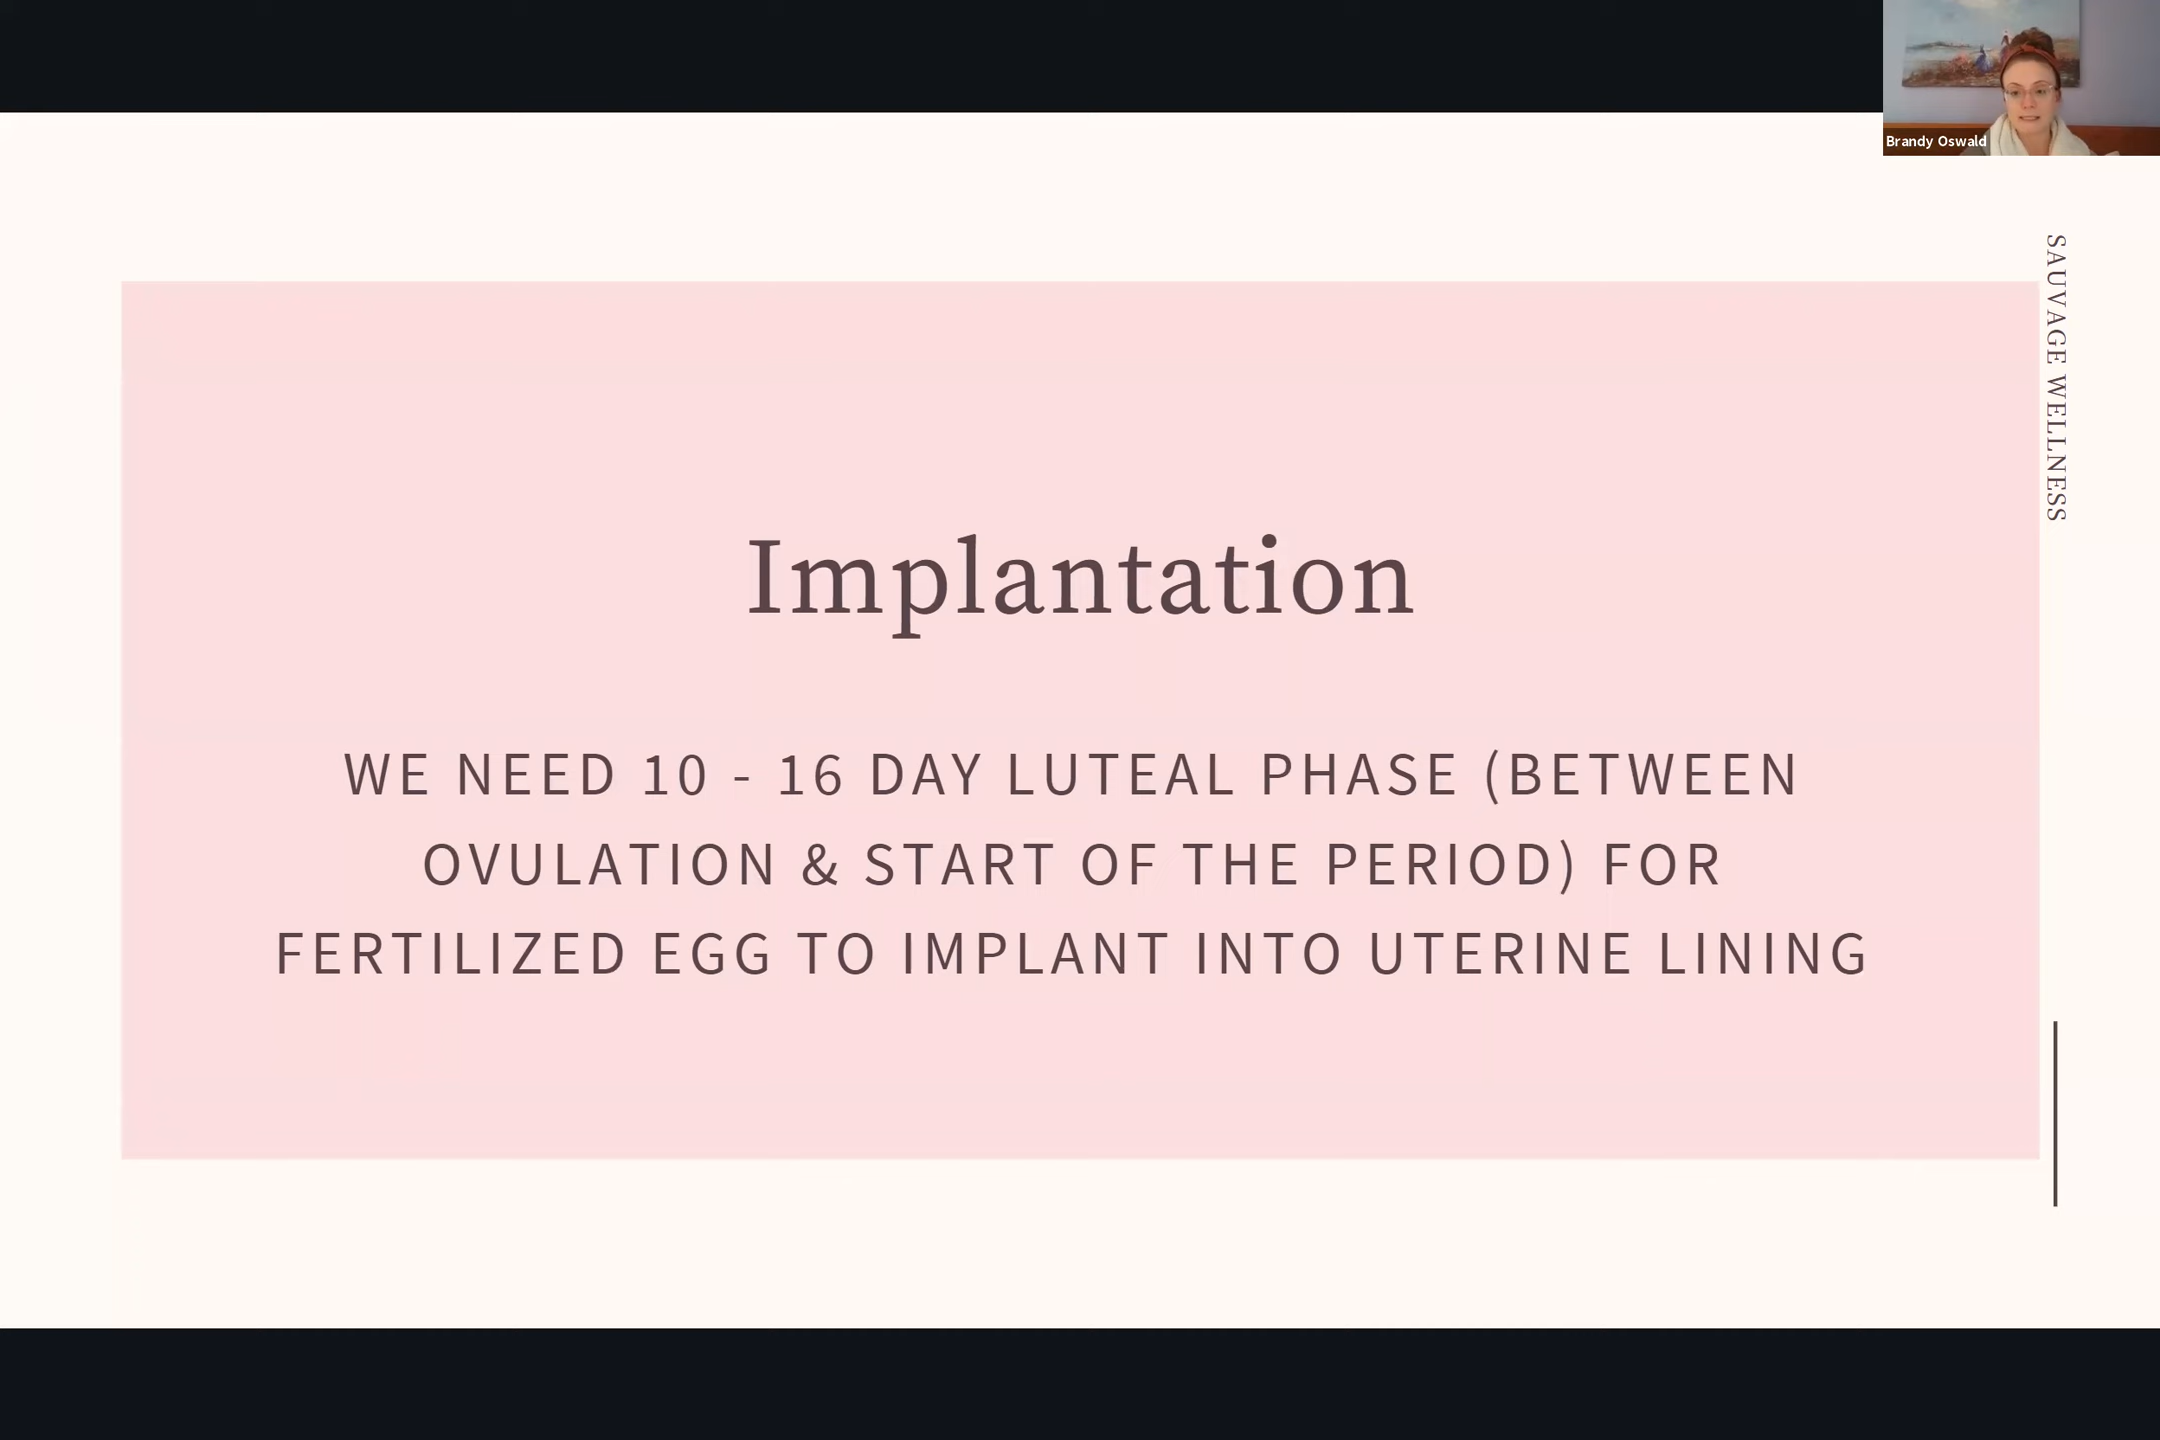 Brandy Oswald
SAUVAGE WELLNESS
Implantation
WE NEED 10 - 16 DAY LUTEAL PHASE (BETWEEN
OVULATION & START OF THE PERIOD) FOR
FERTILIZED EGG TO IMPLANT INTO UTERINE LINING